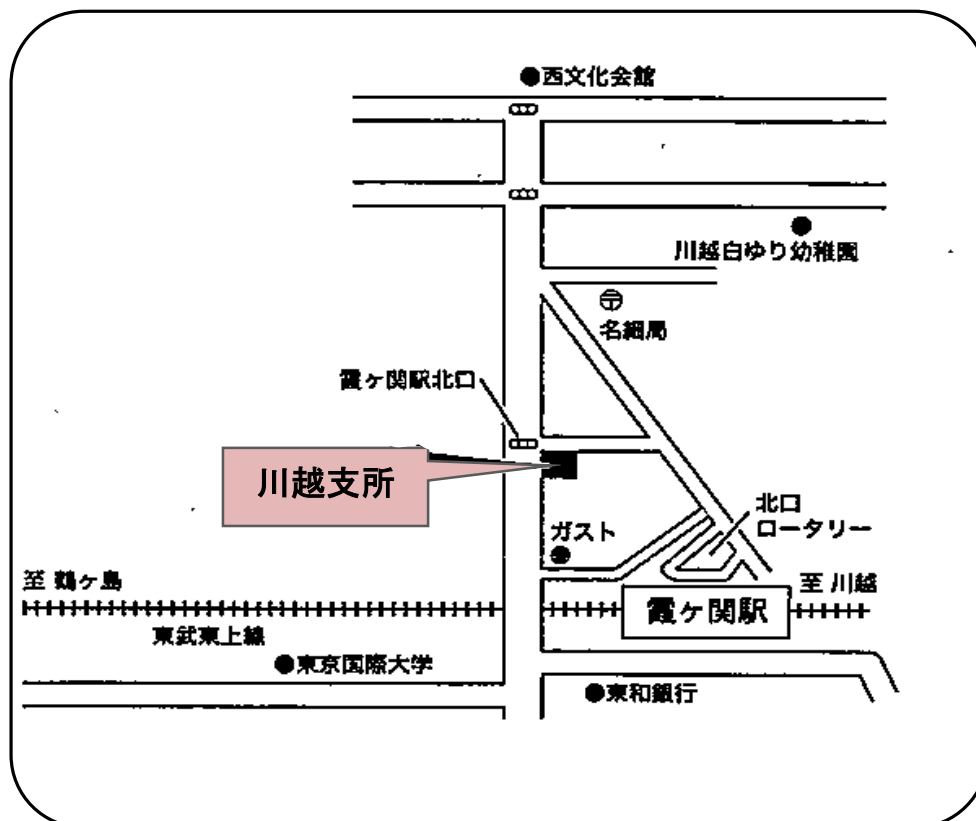 ●西文化会館
川越白ゆり幼稚園
〒
名細局
霞ヶ関駅北口
川越支所
北口
ロータリー
ガスト
至 鶴ヶ島
至 川越
霞ヶ関駅
東武東上線
●東京国際大学
●東和銀行